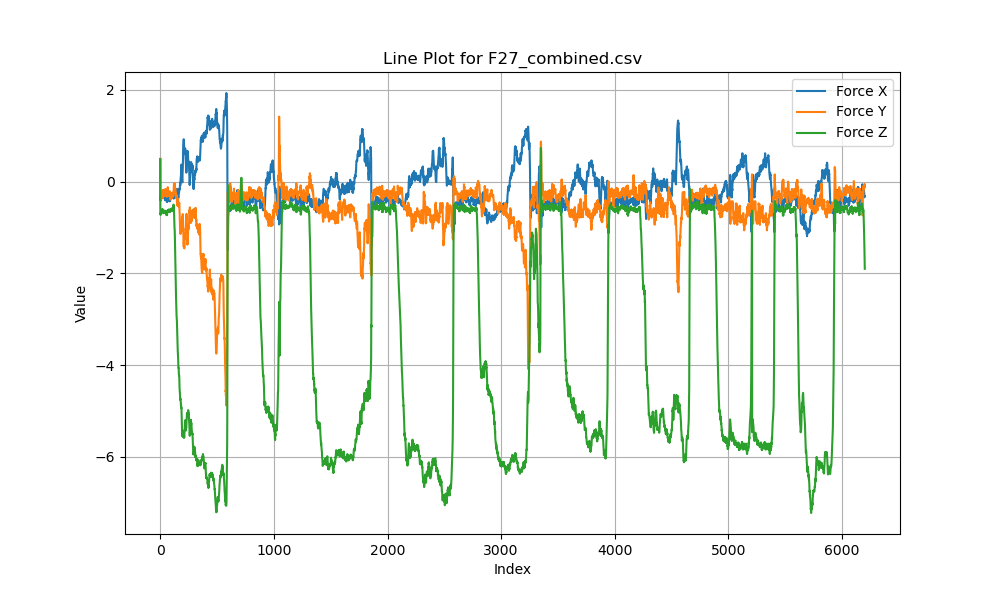 Line Plot for F27_combined.csv
Force X
Force Y
Force Z
2
0
−2
−4
−6
Value
0 1000 2000 3000 4000 5000 6000
Index